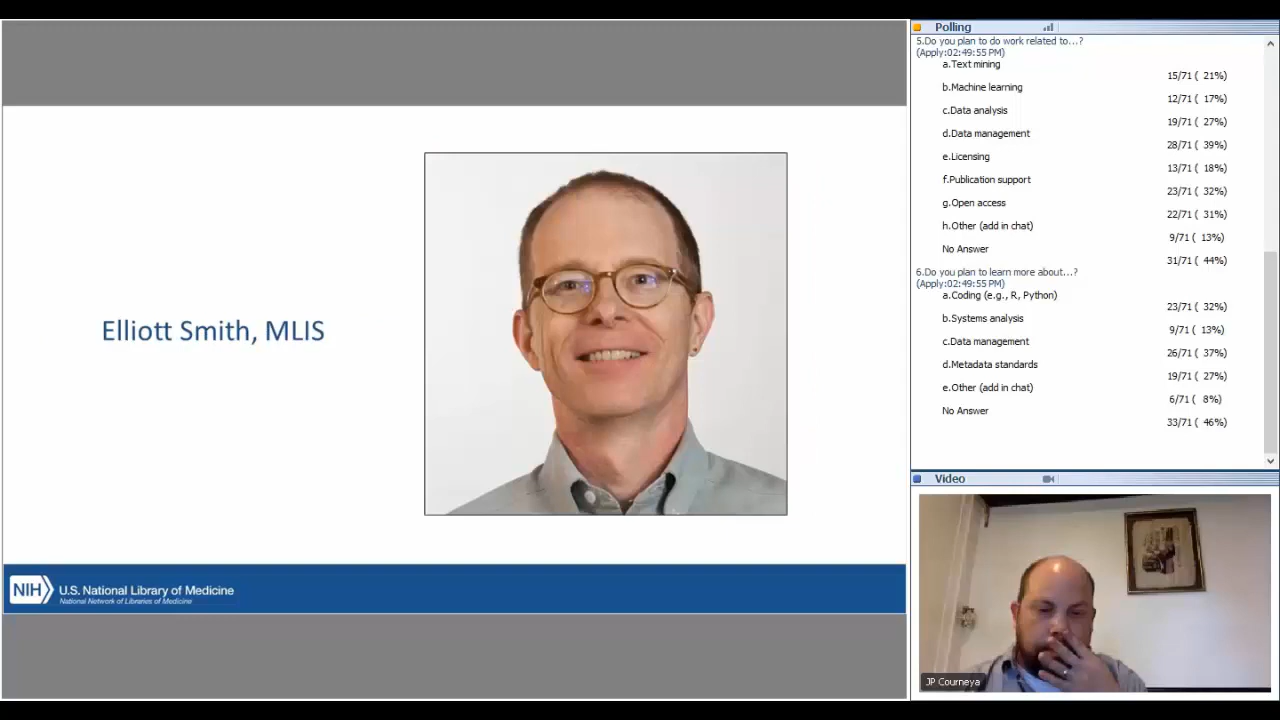 Elliott Smith, MLIS
NIH
U.S. National Library of Medicine
National Network of Libraries of Medicine
Polling
5.Do you plan to do work related to...?
(Apply:02:49:55 PM)
a.Text mining
15/71 ( 21%)
b.Machine learning
12/71 ( 17%)
c.Data analysis
19/71 ( 27%)
d.Data management
28/71 ( 39%)
e.Licensing
13/71 ( 18%)
f.Publication support
23/71 ( 32%)
g.Open access
22/71 ( 31%)
h.Other (add in chat)
9/71 ( 13%)
No Answer
31/71 ( 44%)
6.Do you plan to learn more about...?
(Apply:02:49:55 PM)
a.Coding (e.g., R, Python)
23/71 ( 32%)
b.Systems analysis
9/71 ( 13%)
c.Data management
26/71 ( 37%)
d.Metadata standards
19/71 ( 27%)
e.Other (add in chat)
6/71 ( 8%)
No Answer
33/71 ( 46%)
Video
JP Courneya